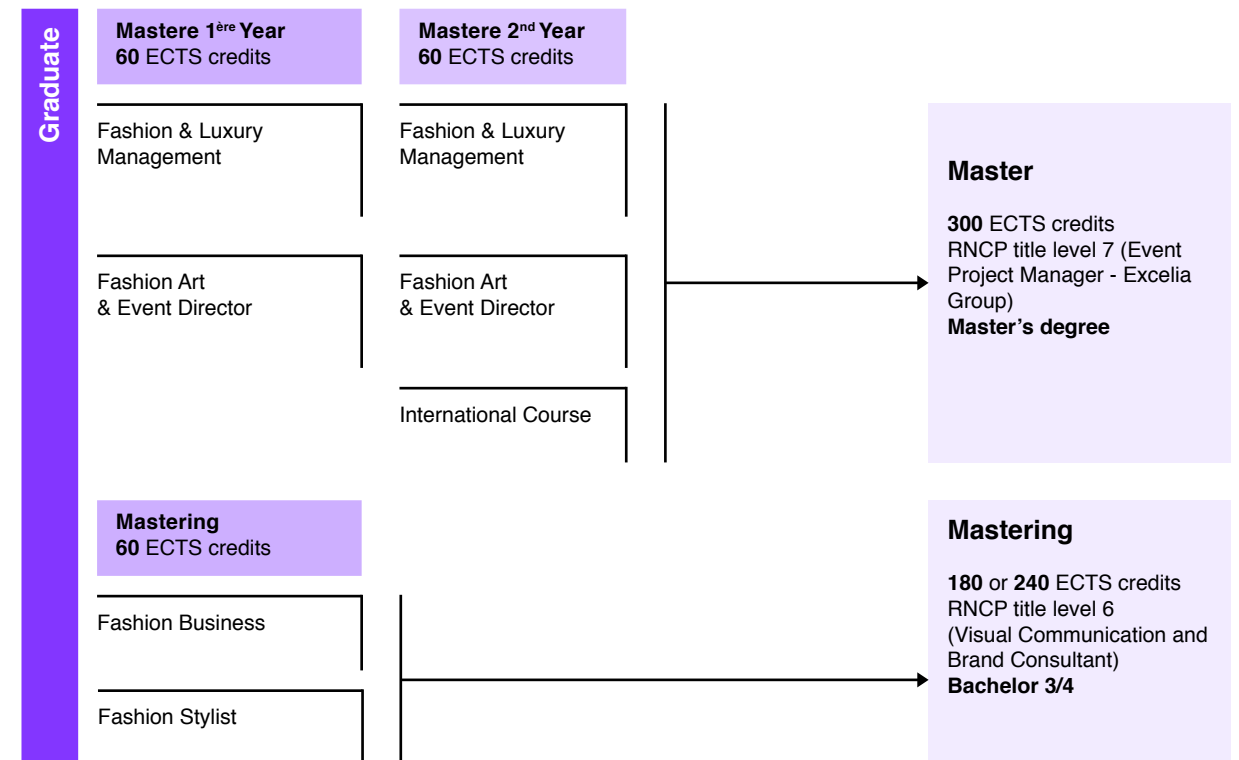 Graduate
Mastere 1ère Year
60 ECTS credits
Mastere 2nd Year
60 ECTS credits
Fashion & Luxury
Management
Fashion & Luxury
Management
Fashion Art
& Event Director
Fashion Art
& Event Director
International Course
Master
300 ECTS credits
RNCP title level 7 (Event
Project Manager - Excelia
Group)
Master’s degree
Mastering
60 ECTS credits
Fashion Business
Fashion Stylist
Mastering
180 or 240 ECTS credits
RNCP title level 6
(Visual Communication and
Brand Consultant)
Bachelor 3/4